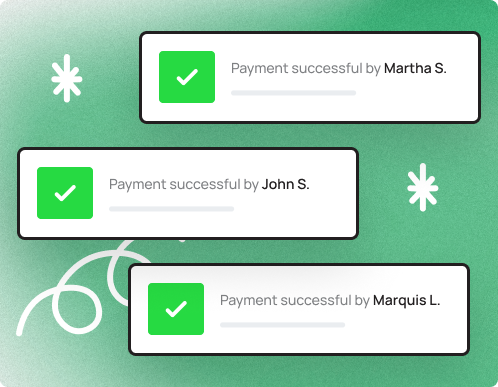 Payment successful by Martha S.
Payment successful by John S.
Payment successful by Marquis L.